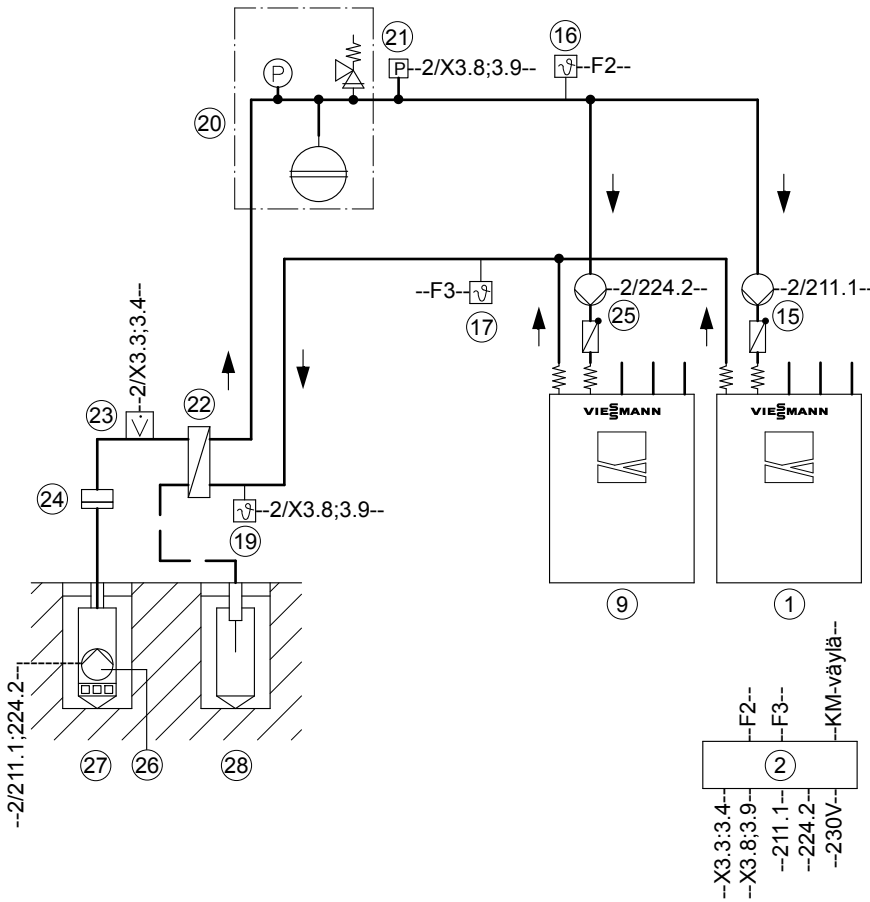 16
21
--2/X3.8;3.9--
--F2--
P
P
20
--2/224.2--
--2/211.1--
--F3--
25
15
17
--2/X3.3;3.4--
22
23
VIESSMANN
VIESSMANN
24
--2/X3.8;3.9--
19
9
1
--2/211.1;224.2--
27
26
28
--F2--
--F3--
--KM-väylä--
2
--X3.3:3.4--
--X3.8;3.9--
--211.1--
--224.2--
--230V--